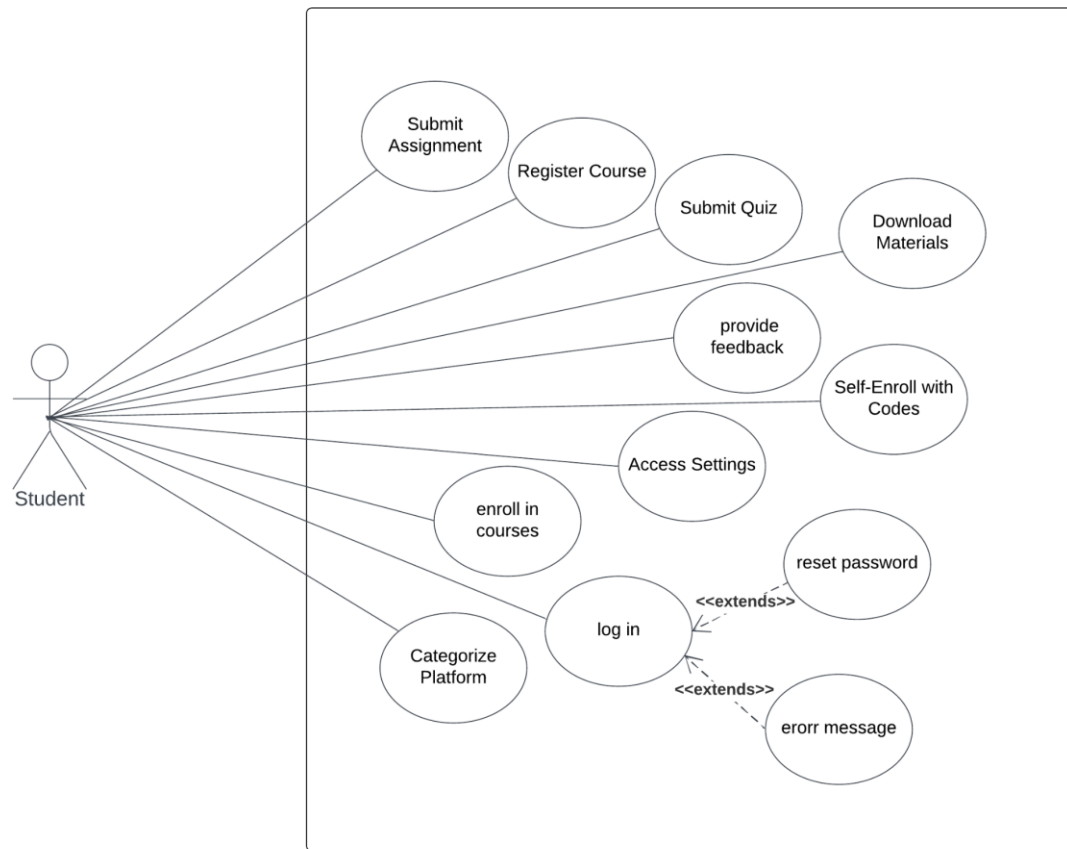 Submit
Assignment
Register Course
Submit Quiz
Download
Materials
provide
feedback
Self-Enroll with
Codes
Access Settings
Student
enroll in
courses
reset password
<<extends>>
log in
Categorize
Platform
<<extends>>
erorr message